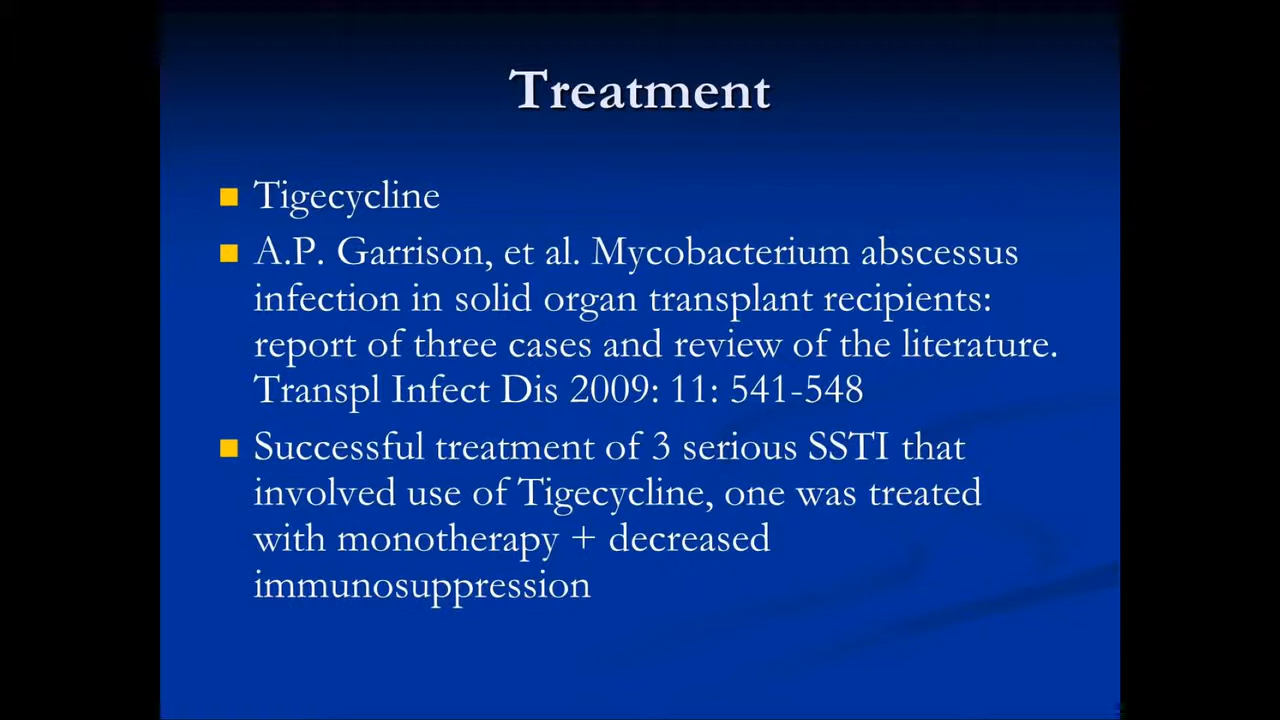 Treatment
Tigecycline
A.P. Garrison, et al. Mycobacterium abscessus
infection in solid organ transplant recipients:
report of three cases and review of the literature.
Transpl Infect Dis 2009: 11: 541-548
Successful treatment of 3 serious SSTI that
involved use of Tigecycline, one was treated
with monotherapy + decreased
immunosuppression